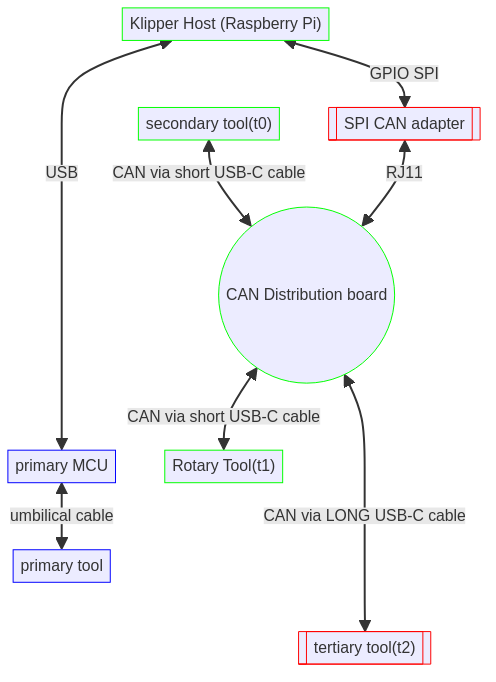 Klipper Host (Raspberry Pi)
GPIO SPI
secondary tool(t0)
SPI CAN adapter
USB
CAN via short USB-C cable
RJ11
CAN Distribution board
CAN via short USB-C cable
primary MCU
Rotary Tool(t1)
umbilical cable
CAN via LONG USB-C cable
primary tool
tertiary tool(t2)